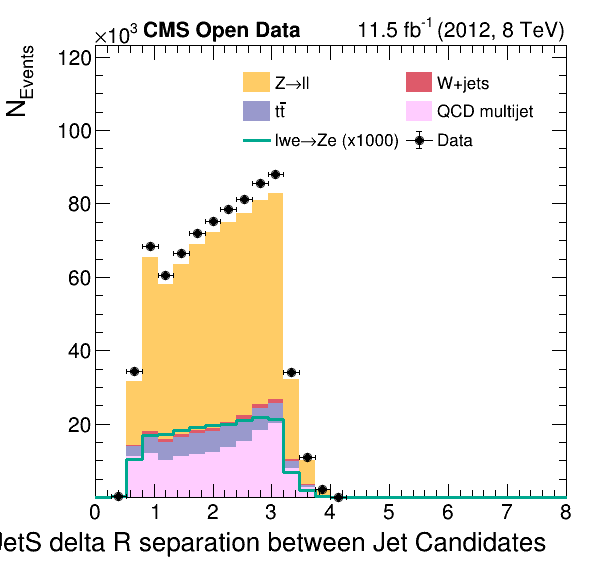 ×10³ CMS Open Data 11.5 fb⁻¹ (2012, 8 TeV)
N_Events
120
100
80
60
40
20
Z→ll W+jets
tt̄ QCD multijet
lwe→Ze (x1000) Data
0 1 2 3 4 5 6 7 8
JetS delta R separation between Jet Candidates